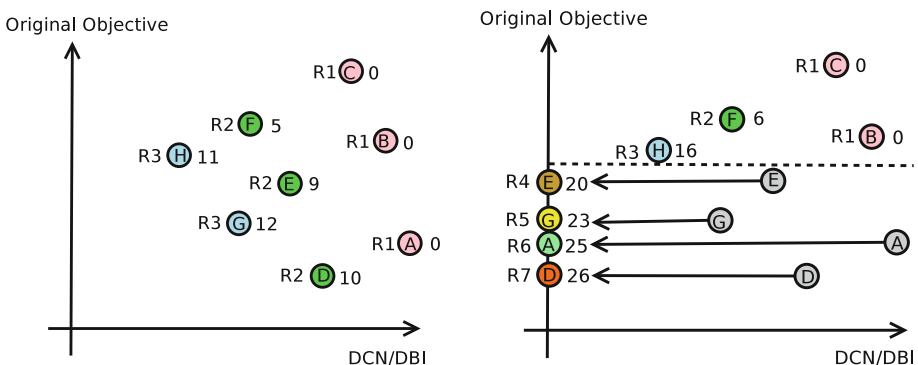 Original Objective
R1 C 0
R2 F 5
R1 B 0
R3 H 11
R2 E 9
R3 G 12
R1 A 0
R2 D 10
DCN/DBI
Original Objective
R1 C 0
R2 F 6
R1 B 0
R3 H 16
R4 E 20
E
R5 G 23
G
R6 A 25
A
R7 D 26
D
DCN/DBI